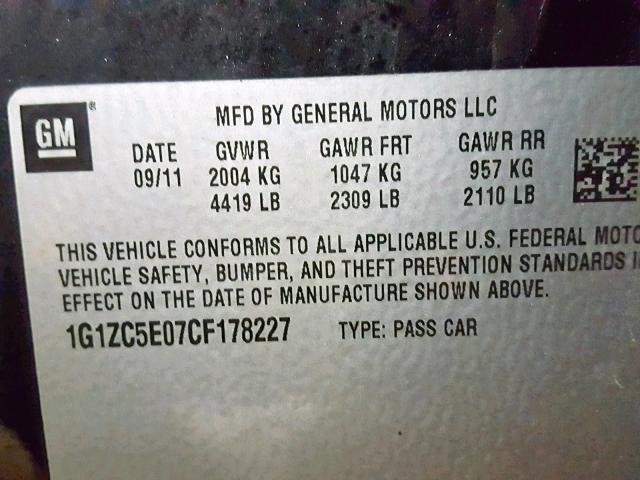 GM ®
MFD BY GENERAL MOTORS LLC
DATE GVWR GAWR FRT GAWR RR
09/11 2004 KG 1047 KG 957 KG
4419 LB 2309 LB 2110 LB
THIS VEHICLE CONFORMS TO ALL APPLICABLE U.S. FEDERAL MOTO
VEHICLE SAFETY, BUMPER, AND THEFT PREVENTION STANDARDS I
EFFECT ON THE DATE OF MANUFACTURE SHOWN ABOVE.
1G1ZC5E07CF178227 TYPE: PASS CAR